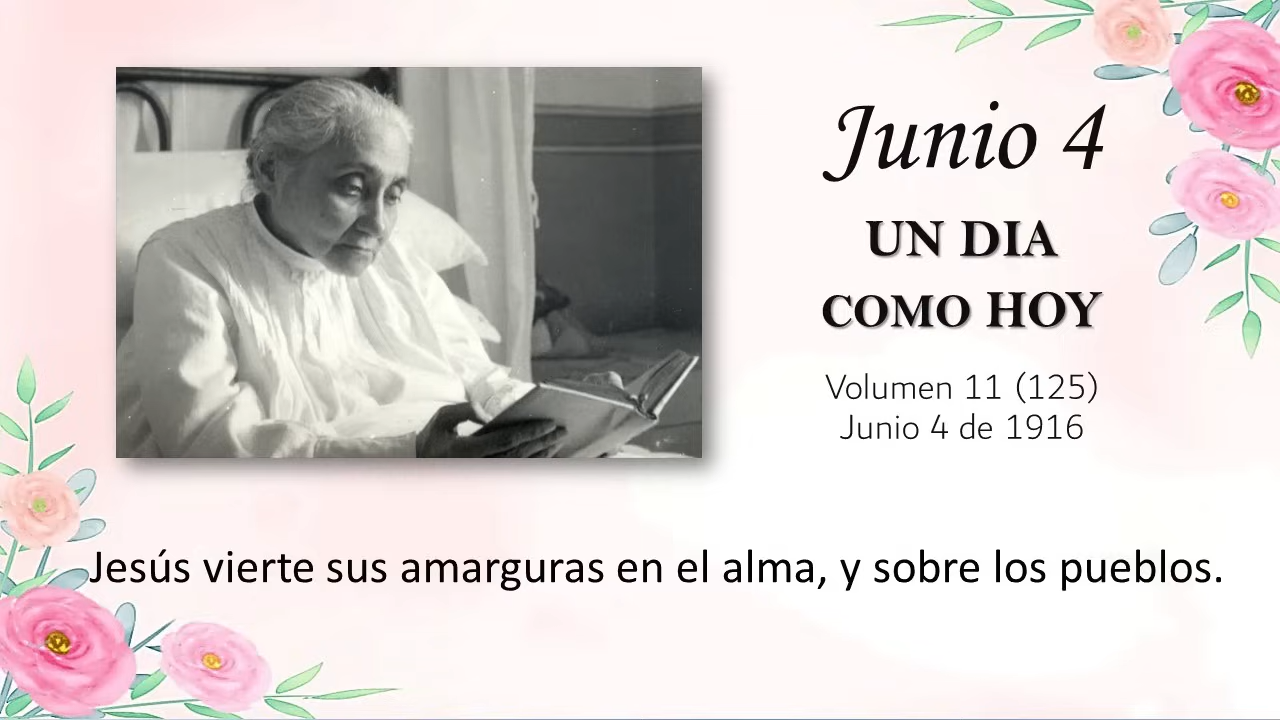 Junio 4
UN DIA
COMO HOY
Volumen 11 (125)
Junio 4 de 1916
Jesús vierte sus amarguras en el alma, y sobre los pueblos.